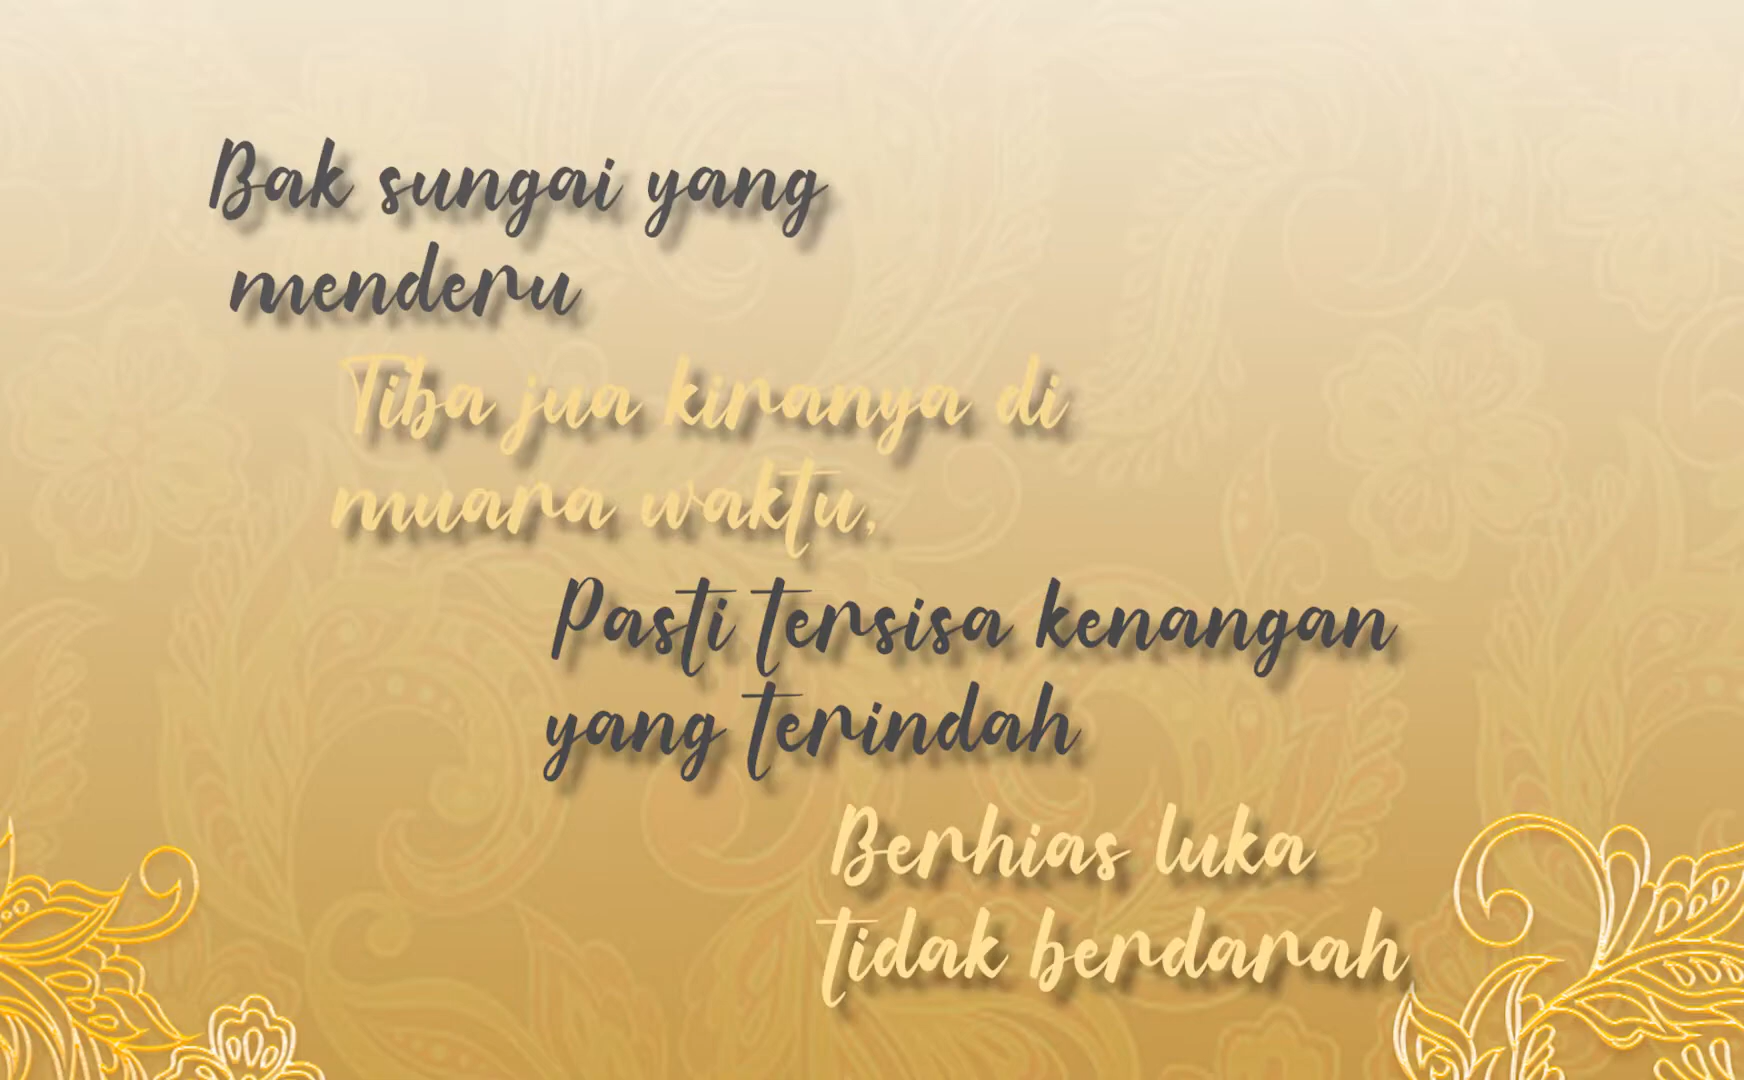 Bak sungai yang
menderu
Tiba jua kiranya di
muara waktu,
Pasti tersisa kenangan
yang terindah
Berhias luka
tidak berdarah